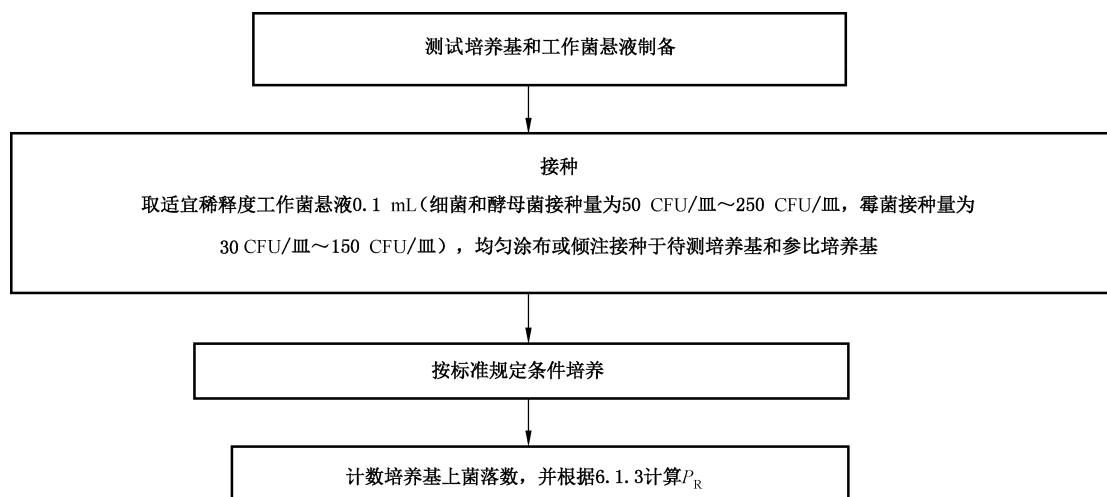 测试培养基和工作菌悬液制备
接种
取适宜稀释度工作菌悬液0.1 mL(细菌和酵母菌接种量为50 CFU/皿～250 CFU/皿，霉菌接种量为
30 CFU/皿～150 CFU/皿)，均匀涂布或倾注接种于待测培养基和参比培养基
按标准规定条件培养
计数培养基上菌落数，并根据6.1.3计算P_R